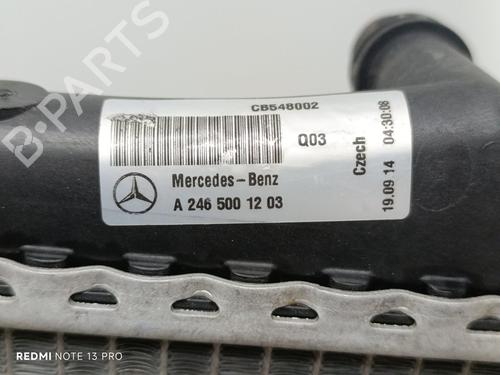 B-PARTS
CB548002
Q03
Czech
19.09 14 04:30:08
Mercedes-Benz
A 246 500 12 03
REDMI NOTE 13 PRO